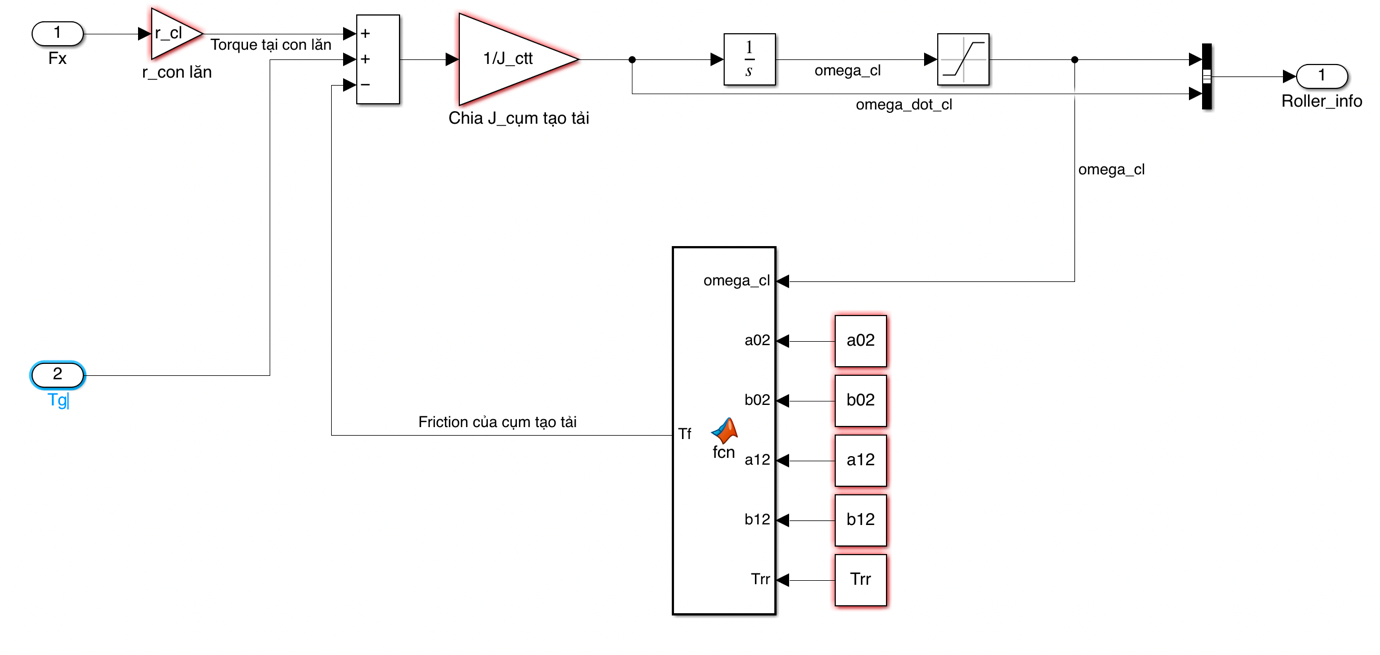 1
Fx
r_cl
r_con lăn
Torque tại con lăn
+
+
−
1/J_ctt
Chia J_cụm tạo tải
1
s
omega_cl
omega_dot_cl
1
Roller_info
omega_cl
2
Tg
Friction của cụm tạo tải
omega_cl
a02
b02
Tf
fcn
a12
b12
Trr
a02
b02
a12
b12
Trr